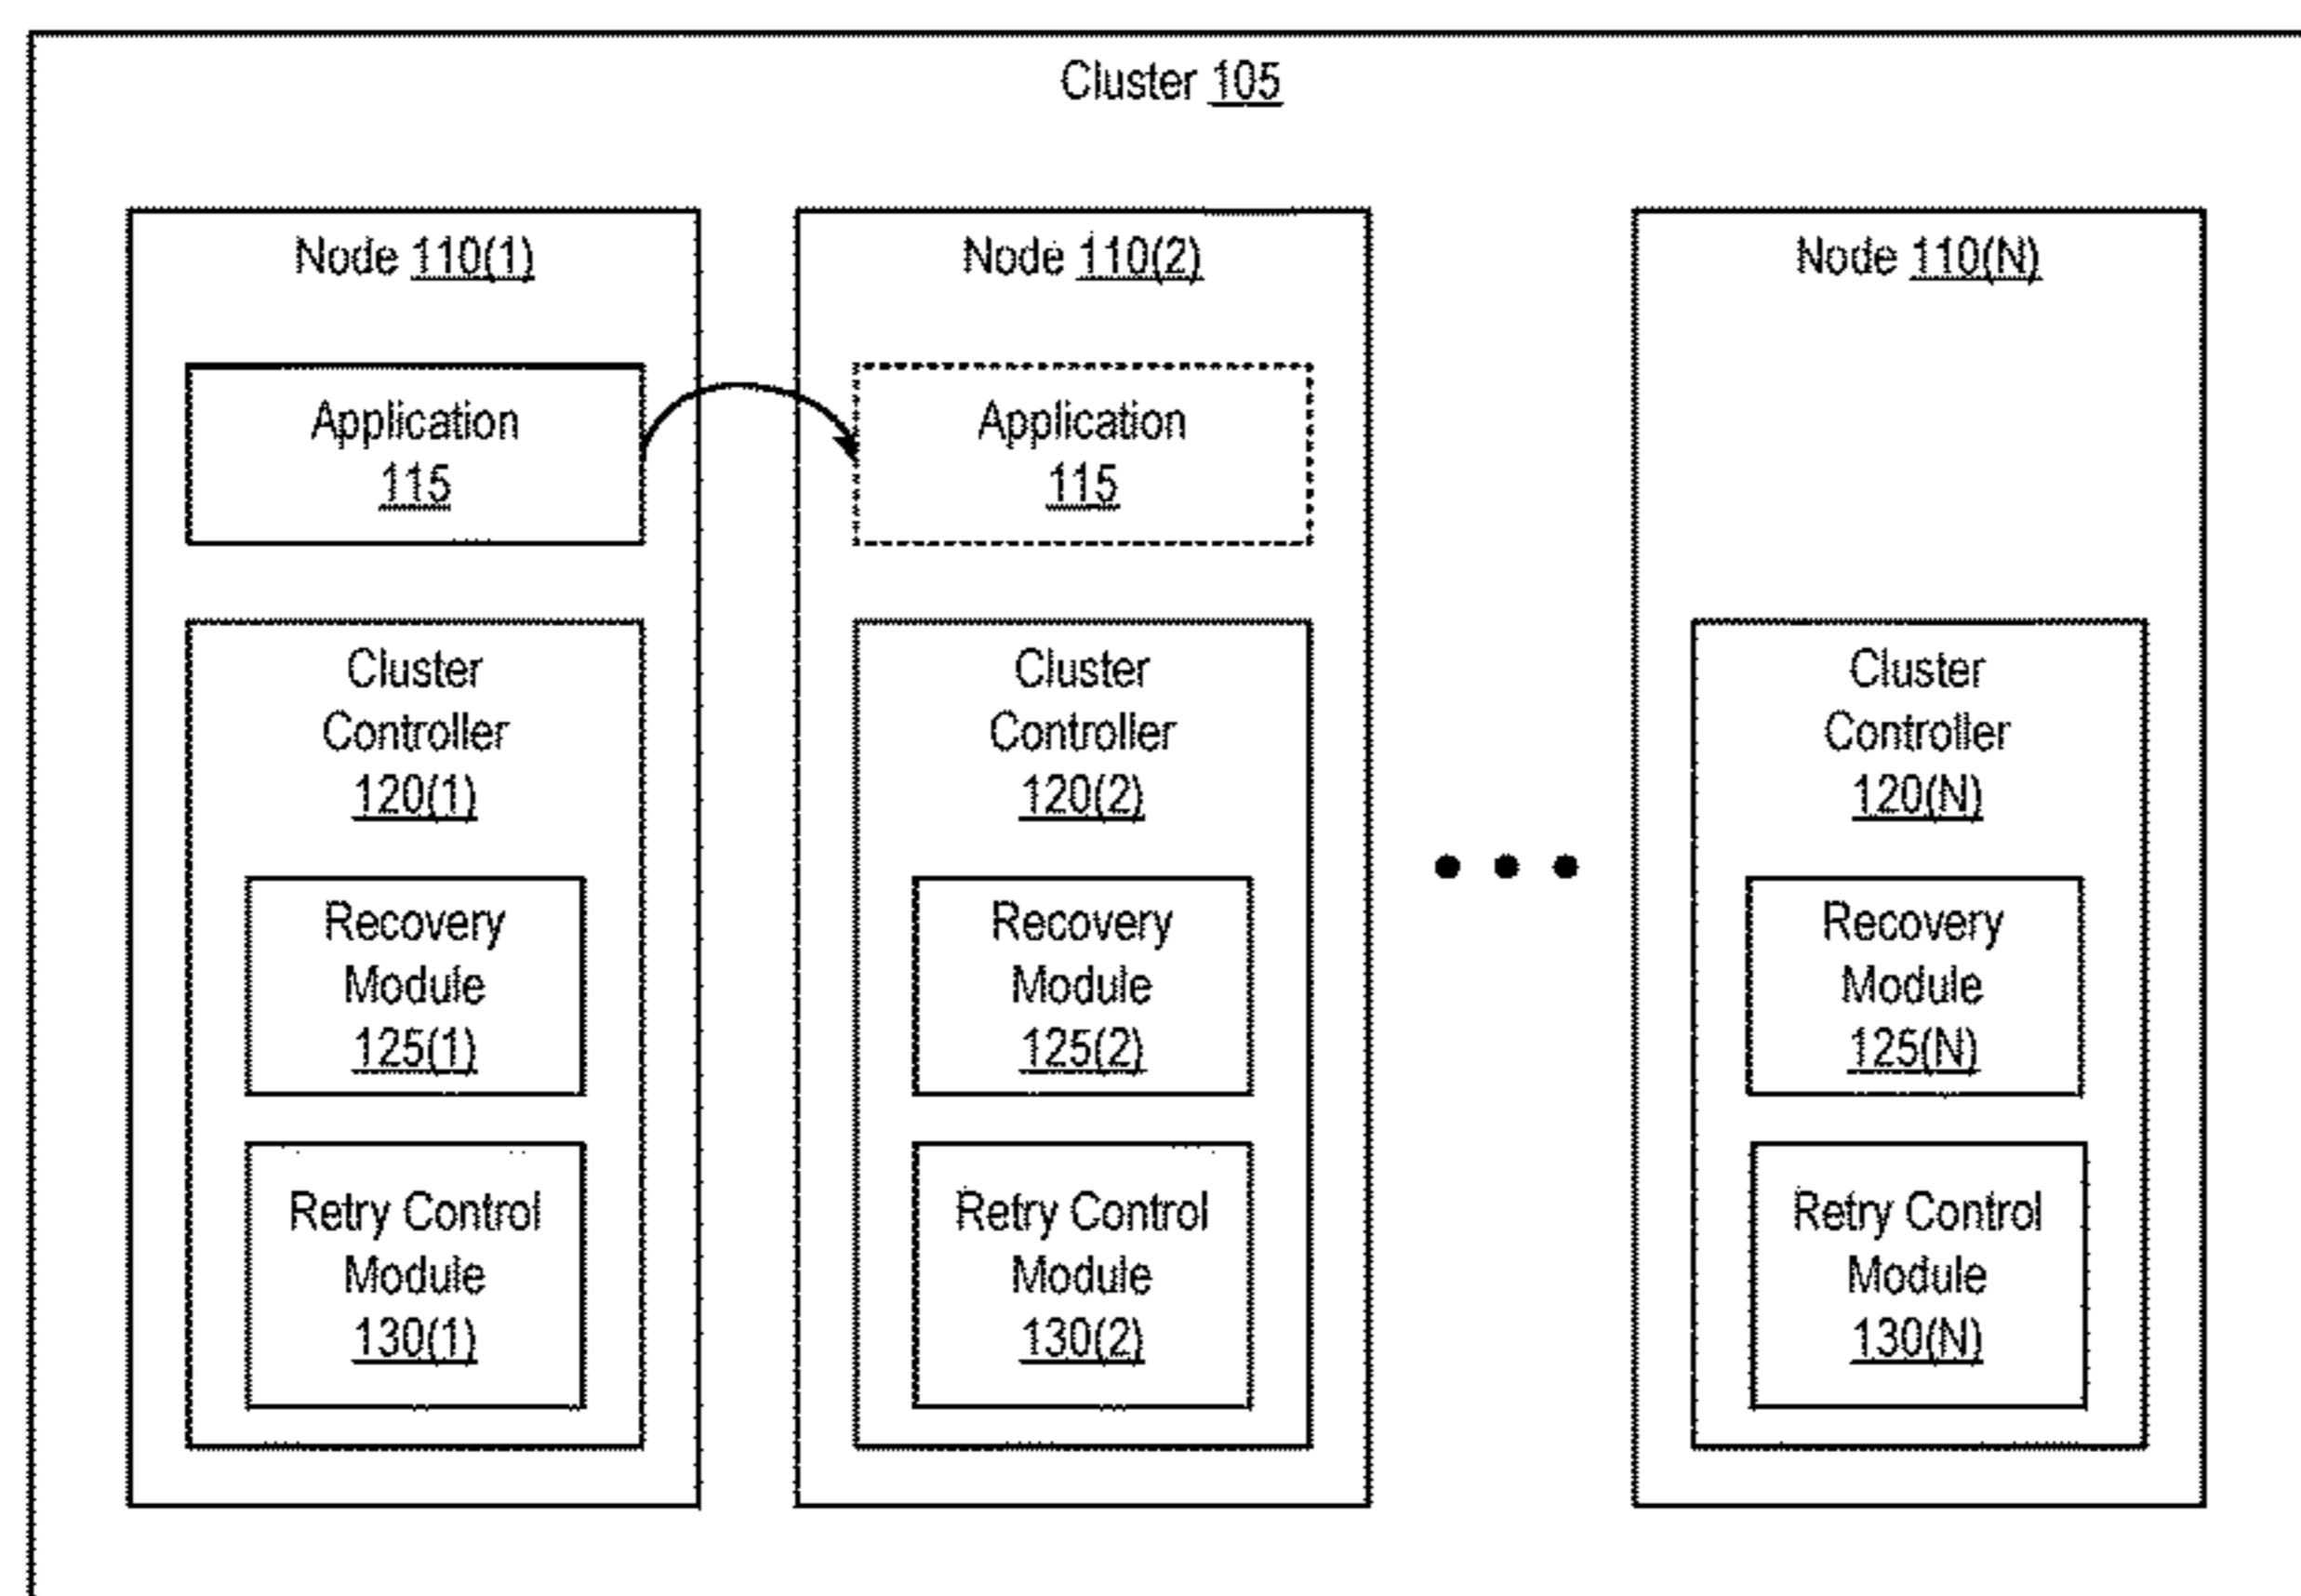 Cluster 105
Node 110(1)
Application
115
Cluster
Controller
120(1)
Recovery
Module
125(1)
Retry Control
Module
130(1)
Node 110(2)
Application
115
Cluster
Controller
120(2)
Recovery
Module
125(2)
Retry Control
Module
130(2)
Node 110(N)
Cluster
Controller
120(N)
Recovery
Module
125(N)
Retry Control
Module
130(N)